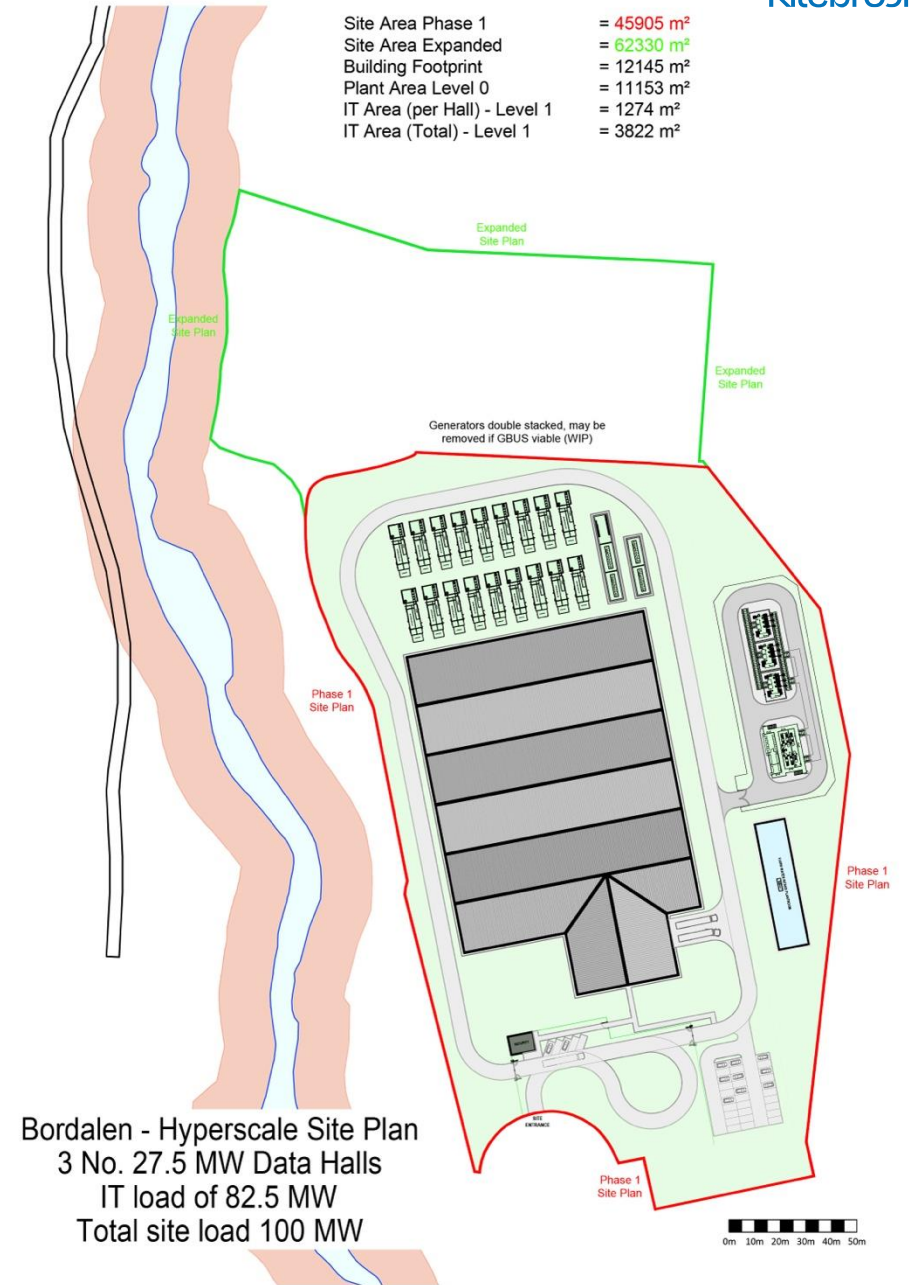 Site Area Phase 1 = 45905 m²
Site Area Expanded = 62330 m²
Building Footprint = 12145 m²
Plant Area Level 0 = 11153 m²
IT Area (per Hall) - Level 1 = 1274 m²
IT Area (Total) - Level 1 = 3822 m²
Expanded
Site Plan
Expanded
Site Plan
Expanded
Site Plan
Generators double stacked, may be
removed if GBUS viable (WIP)
Phase 1
Site Plan
Phase 1
Site Plan
SITE
ENTRANCE
Phase 1
Site Plan
Bordalen - Hyperscale Site Plan
3 No. 27.5 MW Data Halls
IT load of 82.5 MW
Total site load 100 MW
0m 10m 20m 30m 40m 50m